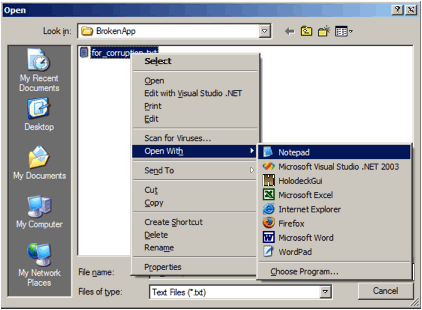 Open
Look in:
BrokenApp
My Recent
Documents
Desktop
My Documents
My Computer
My Network
Places
for_corruption.txt
Select
Open
Edit with Visual Studio .NET
Print
Edit
Scan for Viruses...
Open With
Send To
Cut
Copy
Create Shortcut
Delete
Rename
Properties
Notepad
Microsoft Visual Studio .NET 2003
HolodeckGui
Microsoft Excel
Internet Explorer
Firefox
Microsoft Word
WordPad
Choose Program...
File name:
Files of type:
Text Files (*.txt)
Cancel